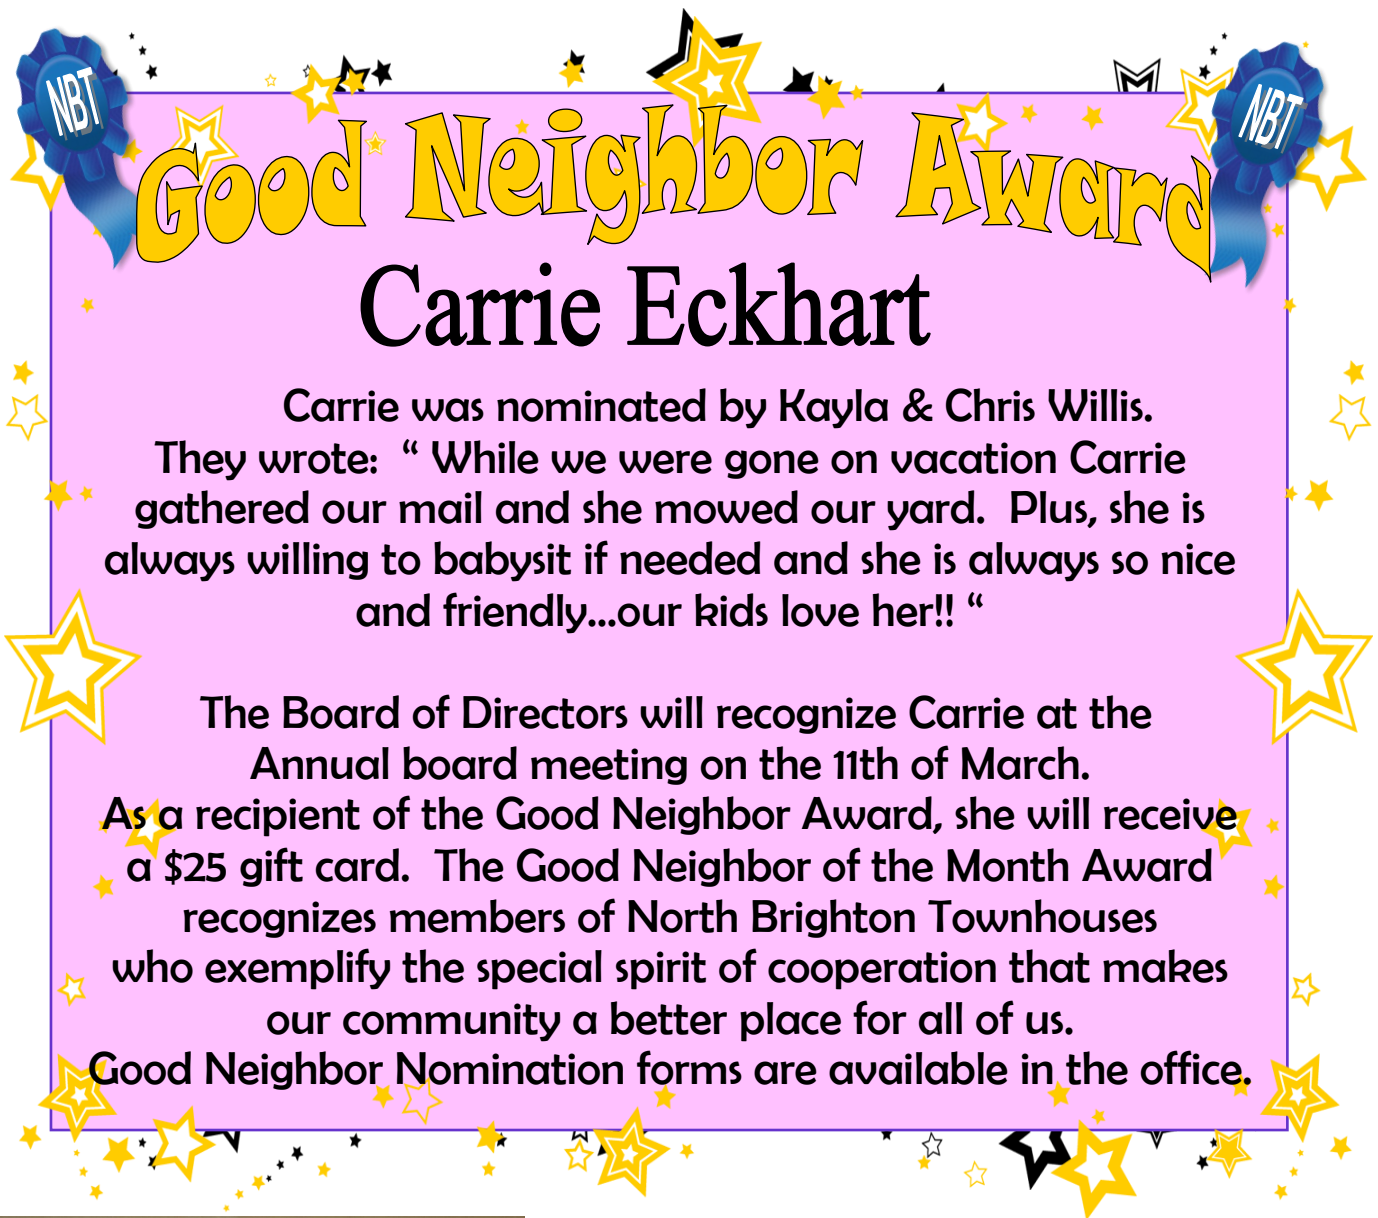 NBT
NBT
Good Neighbor Award
Carrie Eckhart
Carrie was nominated by Kayla & Chris Willis.
They wrote:  “ While we were gone on vacation Carrie
gathered our mail and she mowed our yard.  Plus, she is
always willing to babysit if needed and she is always so nice
and friendly...our kids love her!! “
The Board of Directors will recognize Carrie at the
Annual board meeting on the 11th of March.
As a recipient of the Good Neighbor Award, she will receive
a $25 gift card.  The Good Neighbor of the Month Award
recognizes members of North Brighton Townhouses
who exemplify the special spirit of cooperation that makes
our community a better place for all of us.
Good Neighbor Nomination forms are available in the office.